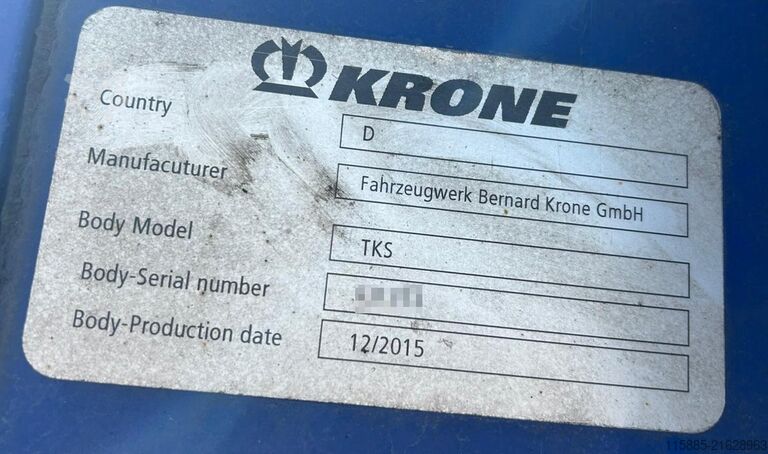 KRONE
Country D
Manufacuturer Fahrzeugwerk Bernard Krone GmbH
Body Model TKS
Body-Serial number
Body-Production date 12/2015
115885-21628963